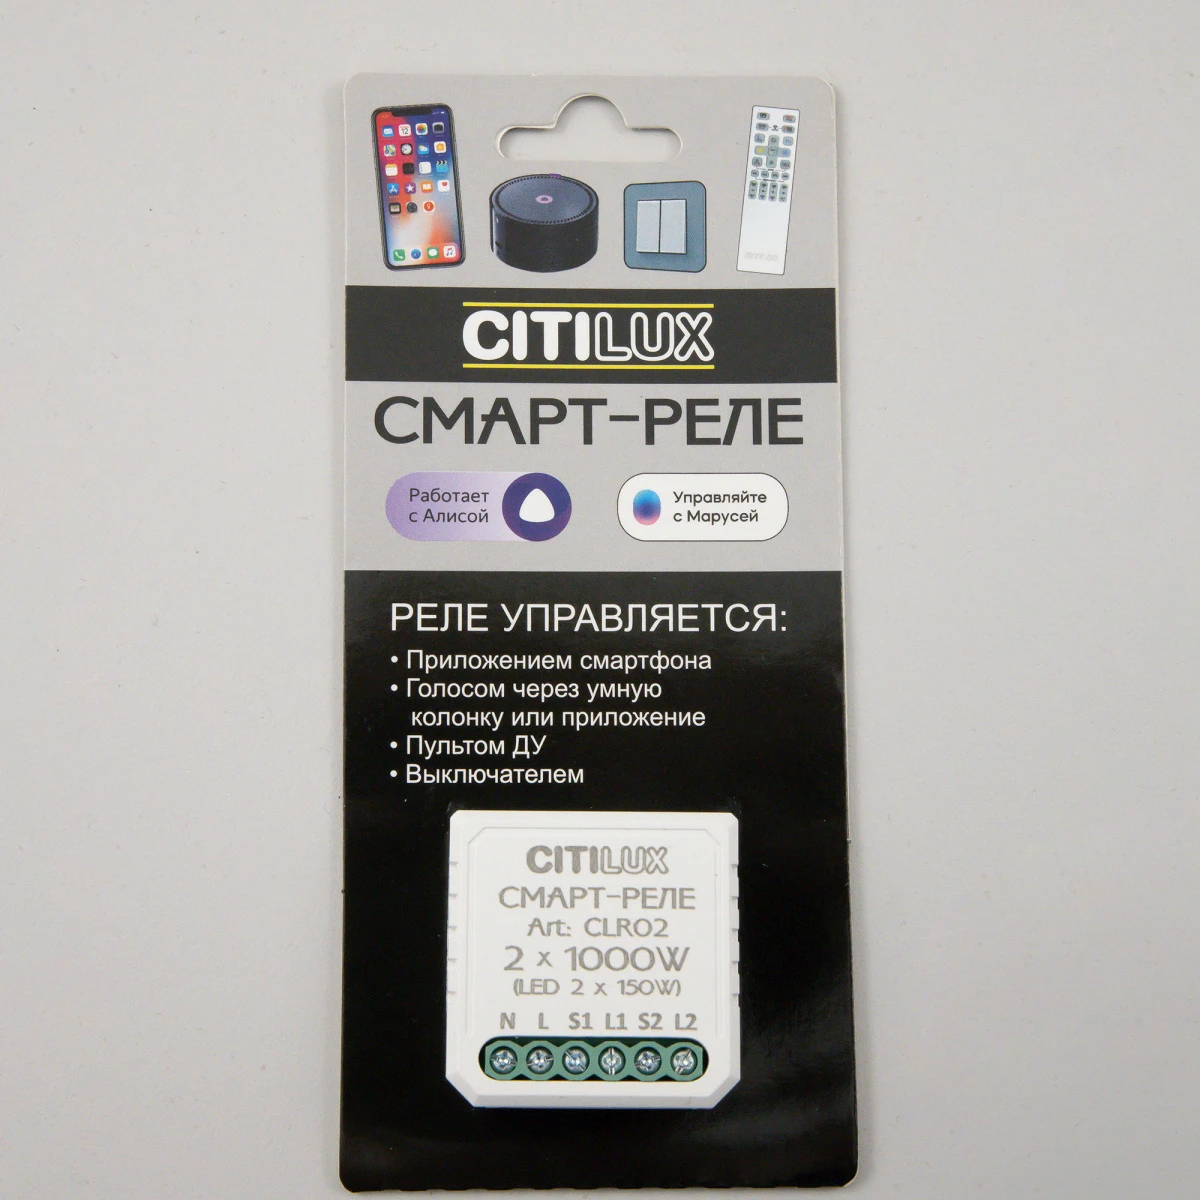 CITILUX
СМАРТ-РЕЛЕ
Работает
с Алисой
Управляйте
с Марусей
РЕЛЕ УПРАВЛЯЕТСЯ:
• Приложением смартфона
• Голосом через умную
колонку или приложение
• Пультом ДУ
• Выключателем
CITILUX
СМАРТ-РЕЛЕ
Art: CLR02
2 x 1000W
(LED 2 x 150W)
N L S1 L1 S2 L2